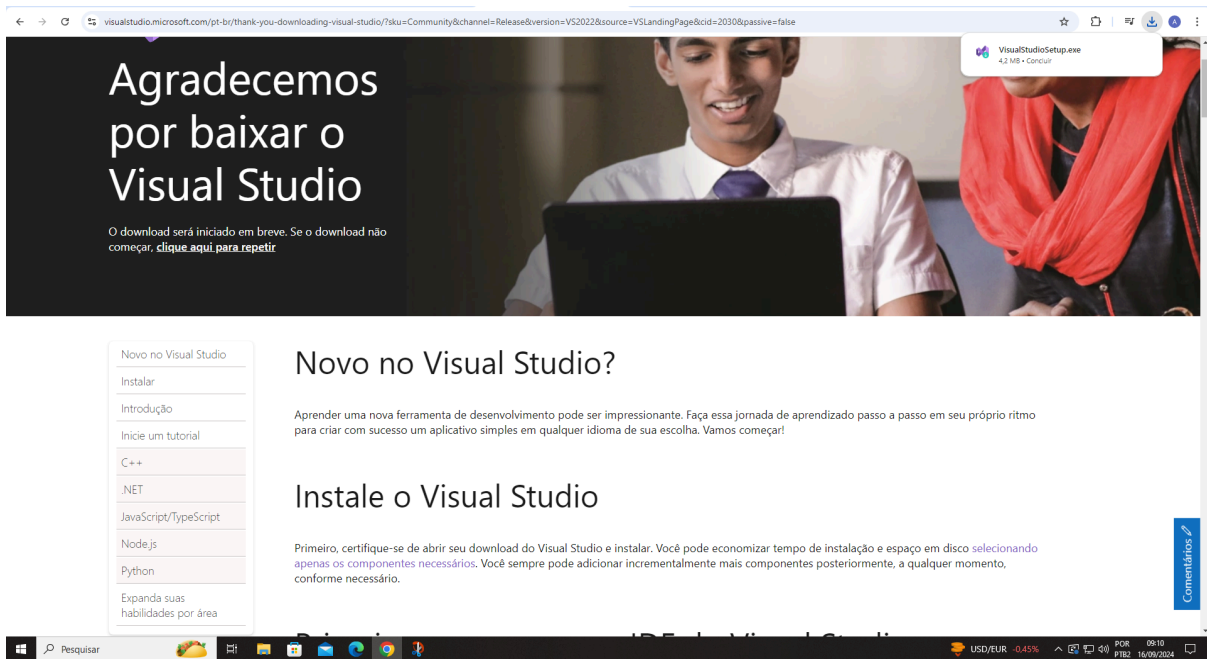 visualstudio.microsoft.com/pt-br/thank-you-downloading-visual-studio/?sku=Community&channel=Release&version=VS2022&source=VSLandingPage&cid=2030&passive=false
A
VisualStudioSetup.exe
4,2 MB • Concluir
Agradecemos
por baixar o
Visual Studio
O download será iniciado em breve. Se o download não
começar, clique aqui para repetir
Novo no Visual Studio
Instalar
Introdução
Inicie um tutorial
C++
.NET
JavaScript/TypeScript
Node.js
Python
Expanda suas
habilidades por área
Novo no Visual Studio?
Aprender uma nova ferramenta de desenvolvimento pode ser impressionante. Faça essa jornada de aprendizado passo a passo em seu próprio ritmo
para criar com sucesso um aplicativo simples em qualquer idioma de sua escolha. Vamos começar!
Instale o Visual Studio
Primeiro, certifique-se de abrir seu download do Visual Studio e instalar. Você pode economizar tempo de instalação e espaço em disco selecionando
apenas os componentes necessários. Você sempre pode adicionar incrementalmente mais componentes posteriormente, a qualquer momento,
conforme necessário.
Comentários
Pesquisar
USD/EUR -0,45%
POR
PTB2
09:10
16/09/2024